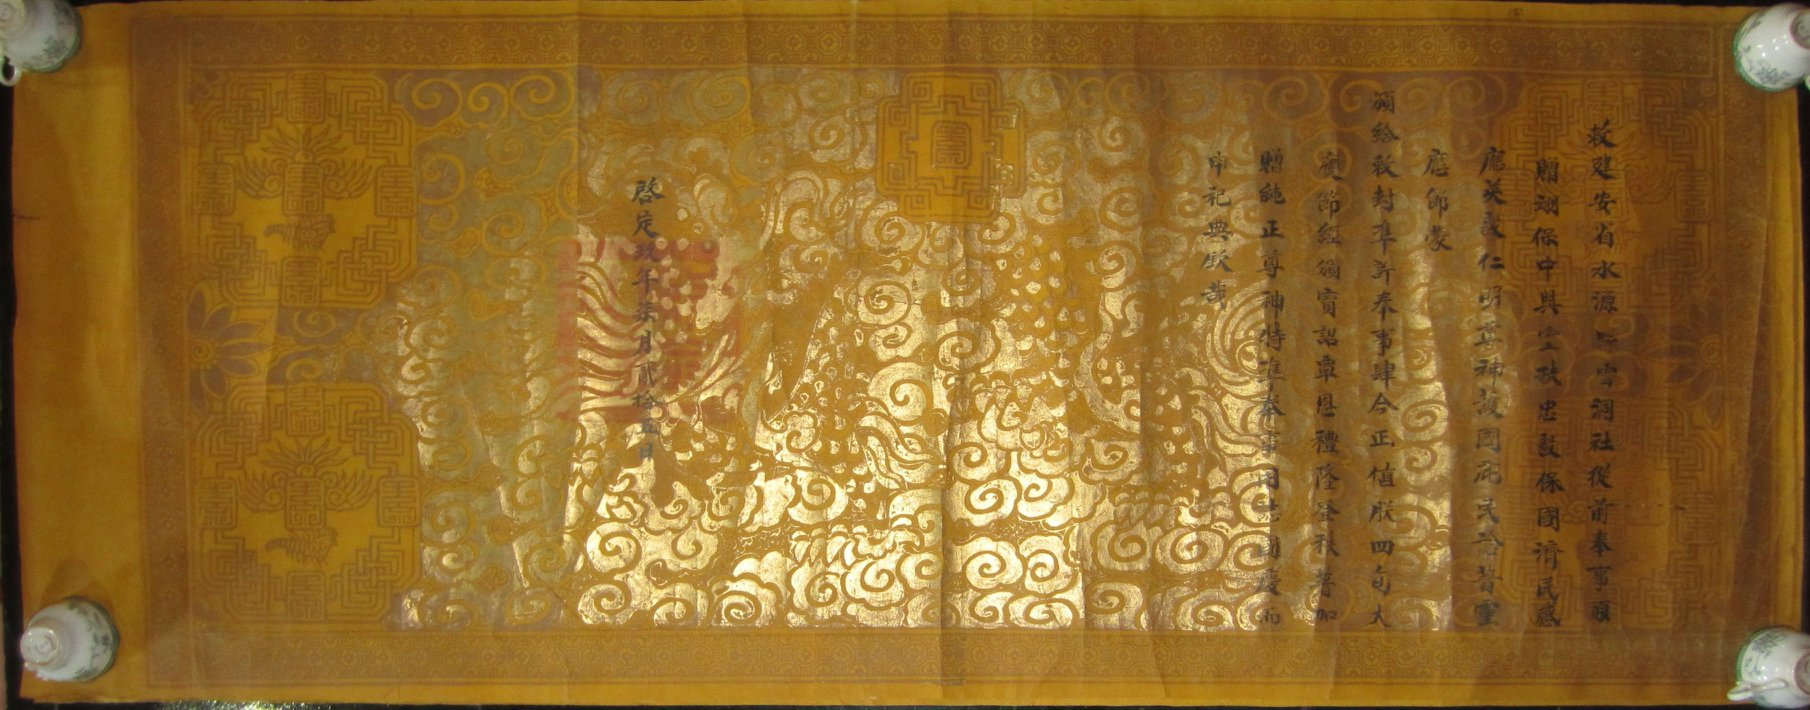 敕建安省水源縣洞社從前奉事原
贈翊保中興灵扶忠毅保國濟民感
應英毅仁明尊神護國庇民諗著靈
應節蒙
頒給敕封準許奉事肆今正值朕四旬大
慶節經頒寶詔覃恩禮隆登秩著加
贈純正尊神特準奉事用誌國慶而
申祀典欽哉
啓定玖年柒月貳拾五日